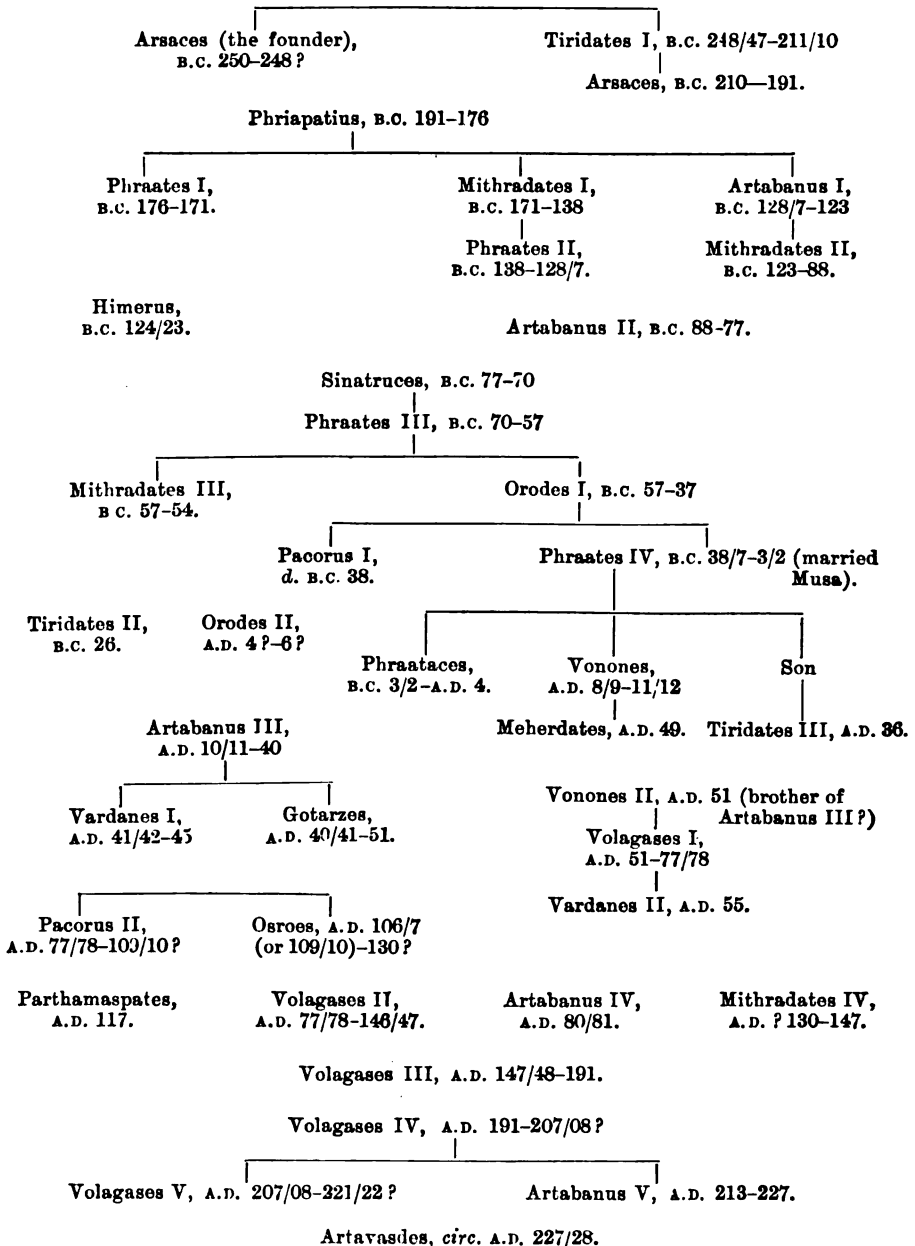 Arsaces (the founder), Tiridates I, B.C. 248/47–211/10
B.C. 250–248 ?
Arsaces, B.C. 210—191.
Phriapatius, B.C. 191–176
Phraates I, Mithradates I, Artabanus I,
B.C. 176–171. B.C. 171–138 B.C. 128/7–123
Phraates II, Mithradates II,
B.C. 138–128/7. B.C. 123–88.
Himerus,
B.C. 124/23. Artabanus II, B.C. 88-77.
Sinatruces, B.C. 77–70
Phraates III, B.C. 70–57
Mithradates III, Orodes I, B.C. 57–37
B C. 57–54.
Pacorus I, Phraates IV, B.C. 38/7–3/2 (married
d. B.C. 38. Musa).
Tiridates II, Orodes II,
B.C. 26. A.D. 4 ?–6 ?
Phraataces, Vonones, Son
B.C. 3/2–A.D. 4. A.D. 8/9–11/12
Artabanus III, Meherdates, A.D. 49. Tiridates III, A.D. 36.
A.D. 10/11–40
Vardanes I, Gotarzes, Vonones II, A.D. 51 (brother of
A.D. 41/42–45 A.D. 40/41–51. Artabanus III ?)
Volagases I,
A.D. 51–77/78
Vardanes II, A.D. 55.
Pacorus II, Osroes, A.D. 106/7
A.D. 77/78–109/10 ? (or 109/10)–130 ?
Parthamaspates, Volagases II, Artabanus IV, Mithradates IV,
A.D. 117. A.D. 77/78-146/47. A.D. 80/81. A.D. ? 130–147.
Volagases III, A.D. 147/48–191.
Volagases IV, A.D. 191–207/08 ?
Volagases V, A.D. 207/08–221/22 ? Artabanus V, A.D. 213–227.
Artavasdes, circ. A.D. 227/28.